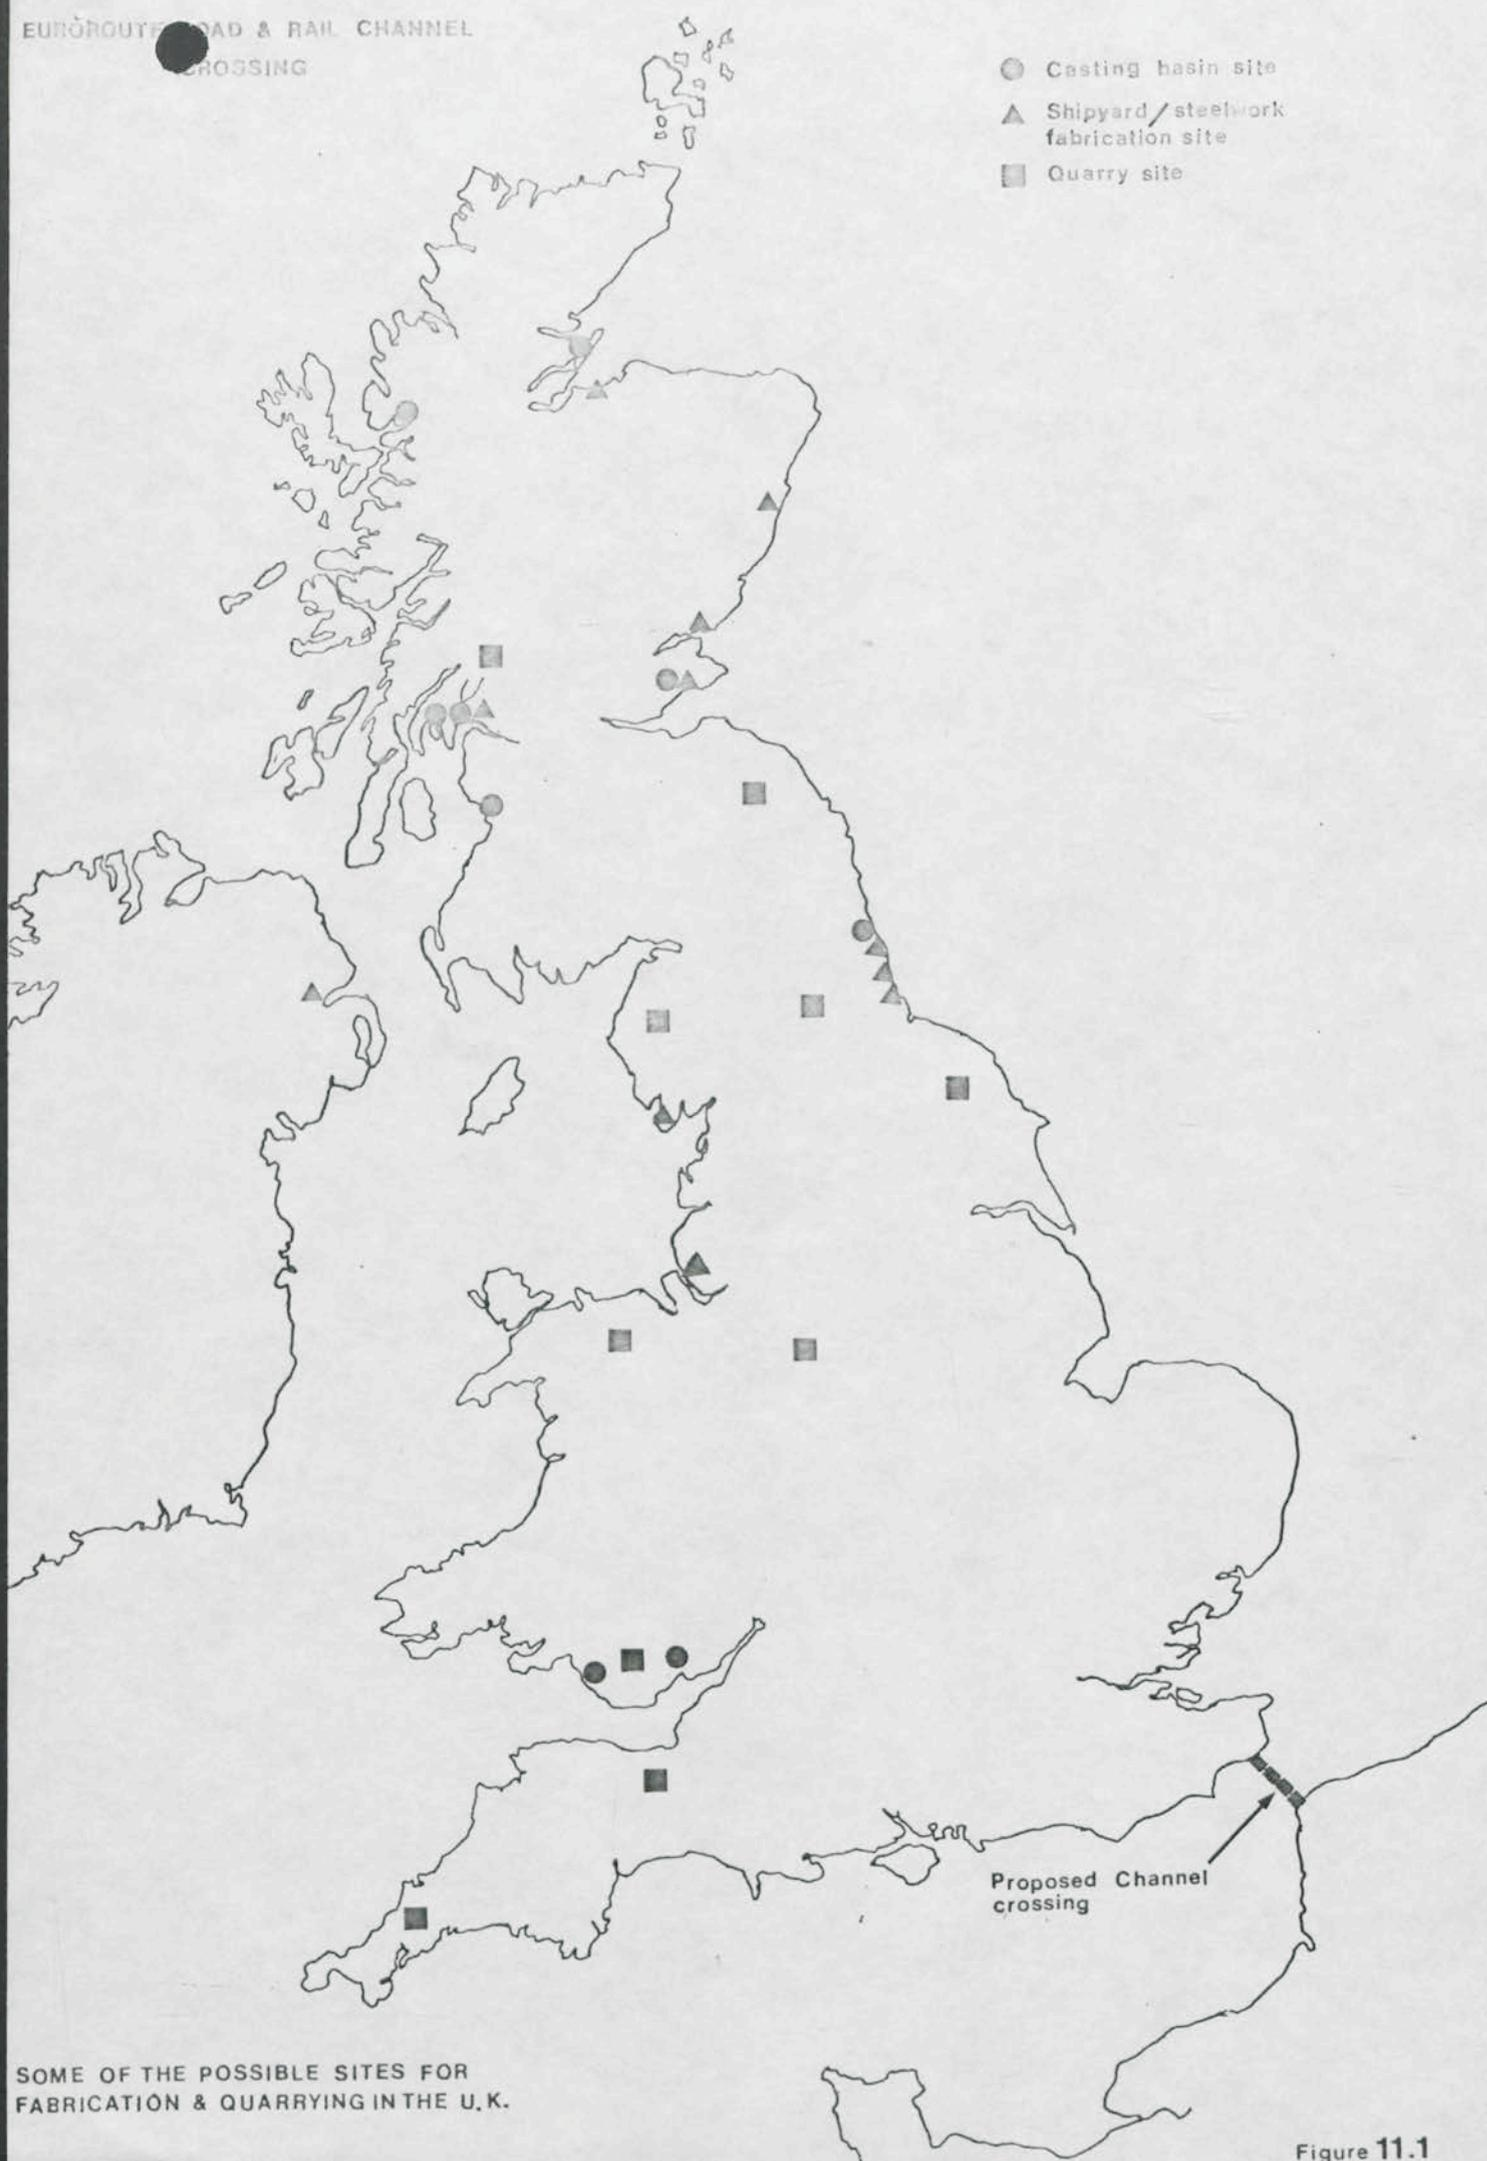 EUROROUTE ROAD & RAIL CHANNEL
CROSSING
Casting basin site
Shipyard/steelwork
fabrication site
Quarry site
Proposed Channel
crossing
SOME OF THE POSSIBLE SITES FOR
FABRICATION & QUARRYING IN THE U.K.
Figure 11.1